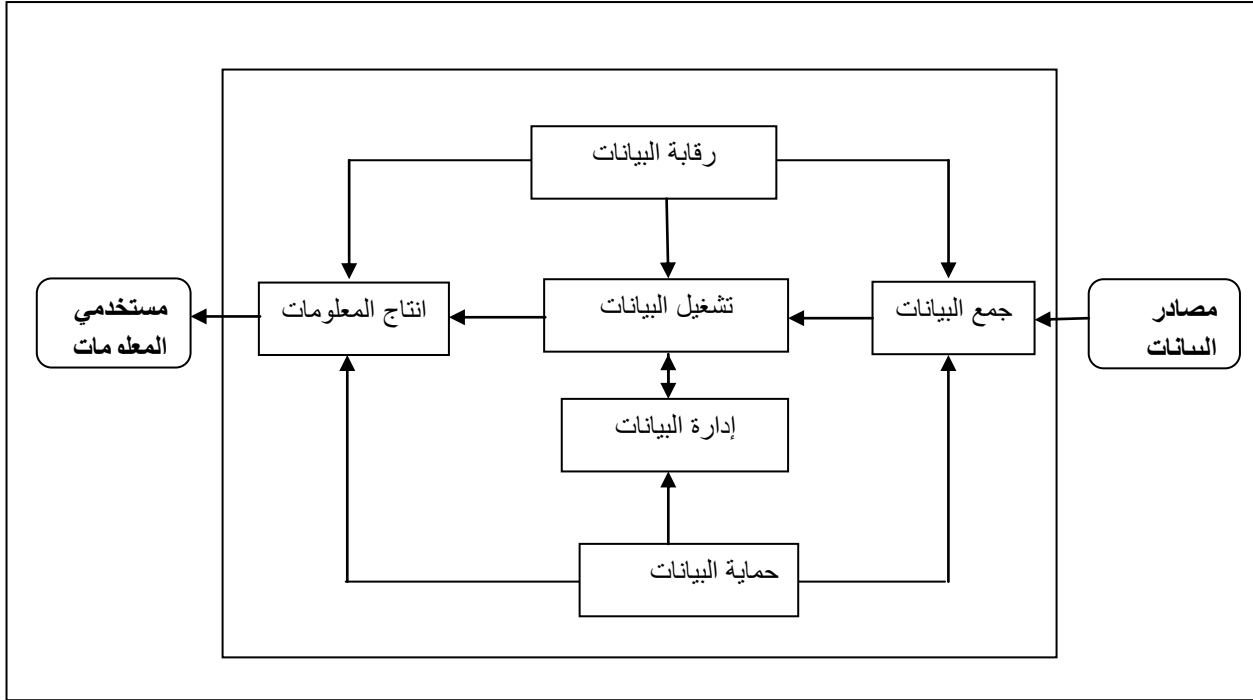 رقابة البيانات
مصادر
البيانات
جمع البيانات
تشغيل البيانات
انتاج المعلومات
مستخدمي
المعلومات
إدارة البيانات
حماية البيانات